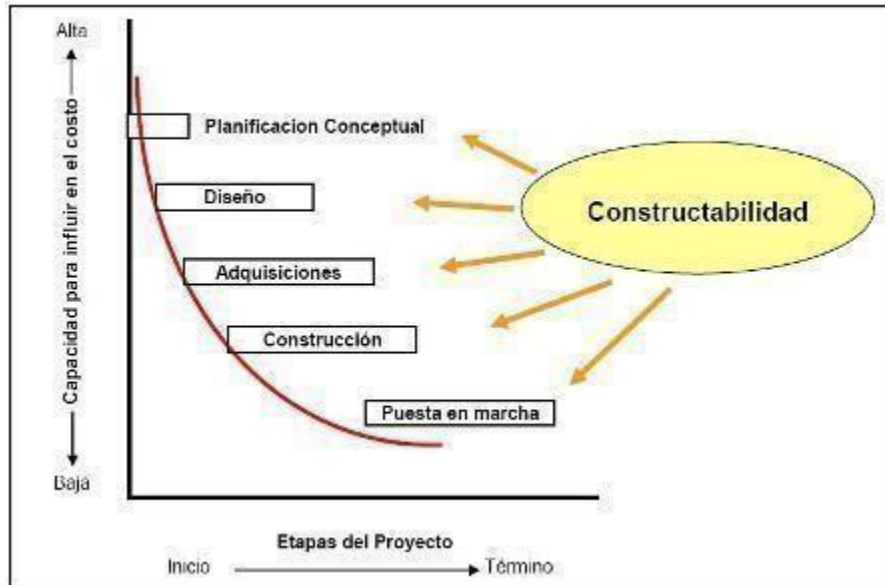 Alta
Capacidad para influir en el costo
Baja
Planificacion Conceptual
Diseño
Adquisiciones
Construcción
Puesta en marcha
Constructabilidad
Etapas del Proyecto
Inicio
Término